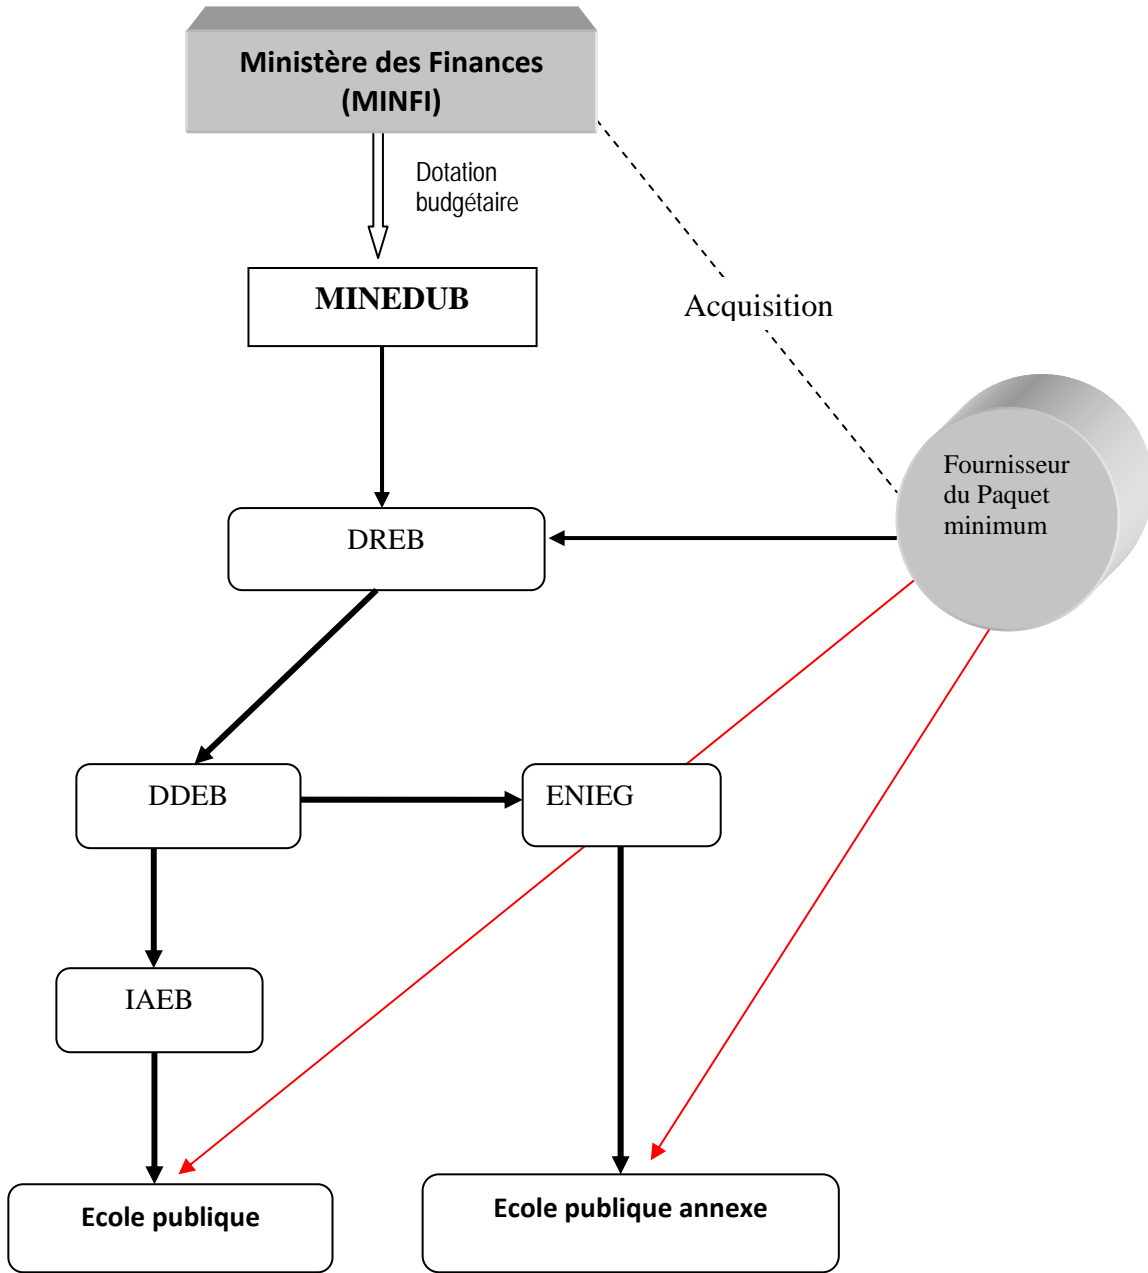 Ministère des Finances
(MINFI)
Dotation
budgétaire
MINEDUB
Acquisition
Fournisseur
du Paquet
minimum
DREB
DDEB
ENIEG
IAEB
Ecole publique
Ecole publique annexe